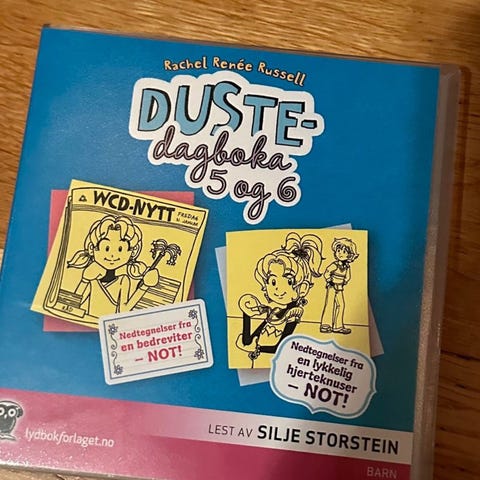 Rachel Renée Russell
DUSTE-
dagboka
5 og 6
WCD-NYTT
FREDAG
RÅD
Nedtegnelser fra
en bedreviter
– NOT!
Nedtegnelser fra
en lykkelig
hjerteknuser
– NOT!
lydbokforlaget.no
LEST AV SILJE STORSTEIN
BARN